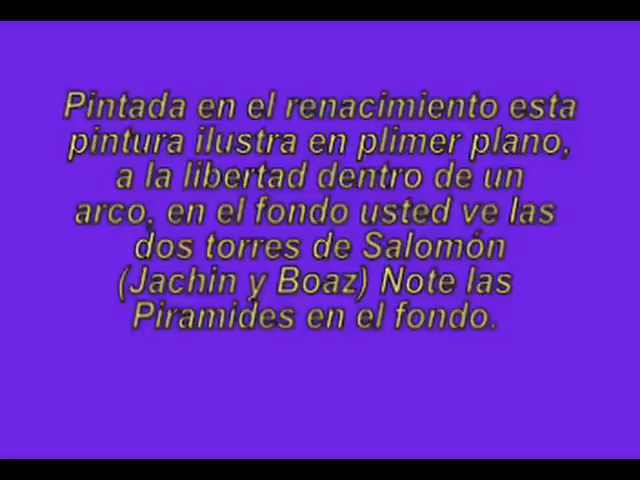 Pintada en el renacimiento esta
pintura ilustra en plimer plano,
a la libertad dentro de un
arco, en el fondo usted ve las
dos torres de Salomón
(Jachin y Boaz) Note las
Piramides en el fondo.